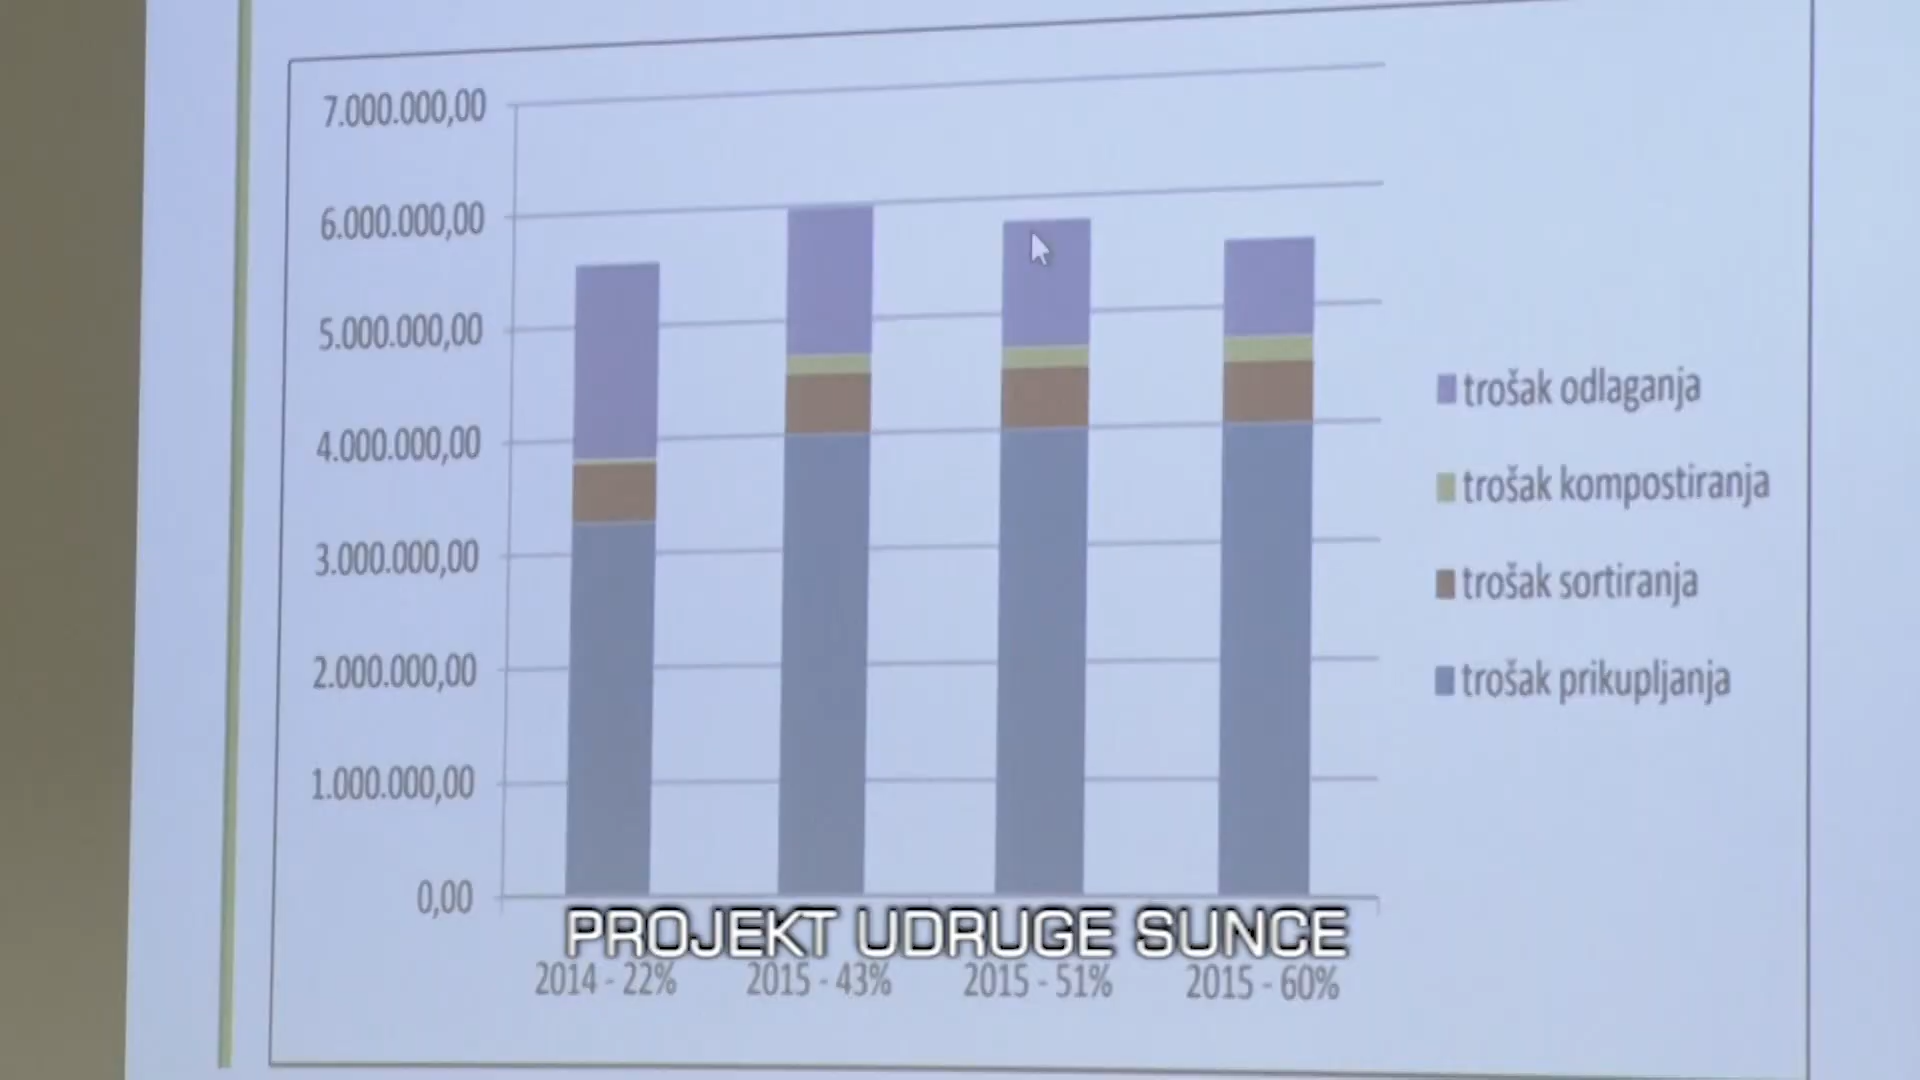 7.000.000,00
6.000.000,00
5.000.000,00
4.000.000,00
3.000.000,00
2.000.000,00
1.000.000,00
0,00
trošak odlaganja
trošak kompostiranja
trošak sortiranja
trošak prikupljanja
PROJEKT UDRUGE SUNCE
2014 - 22% 2015 - 43% 2015 - 51% 2015 - 60%